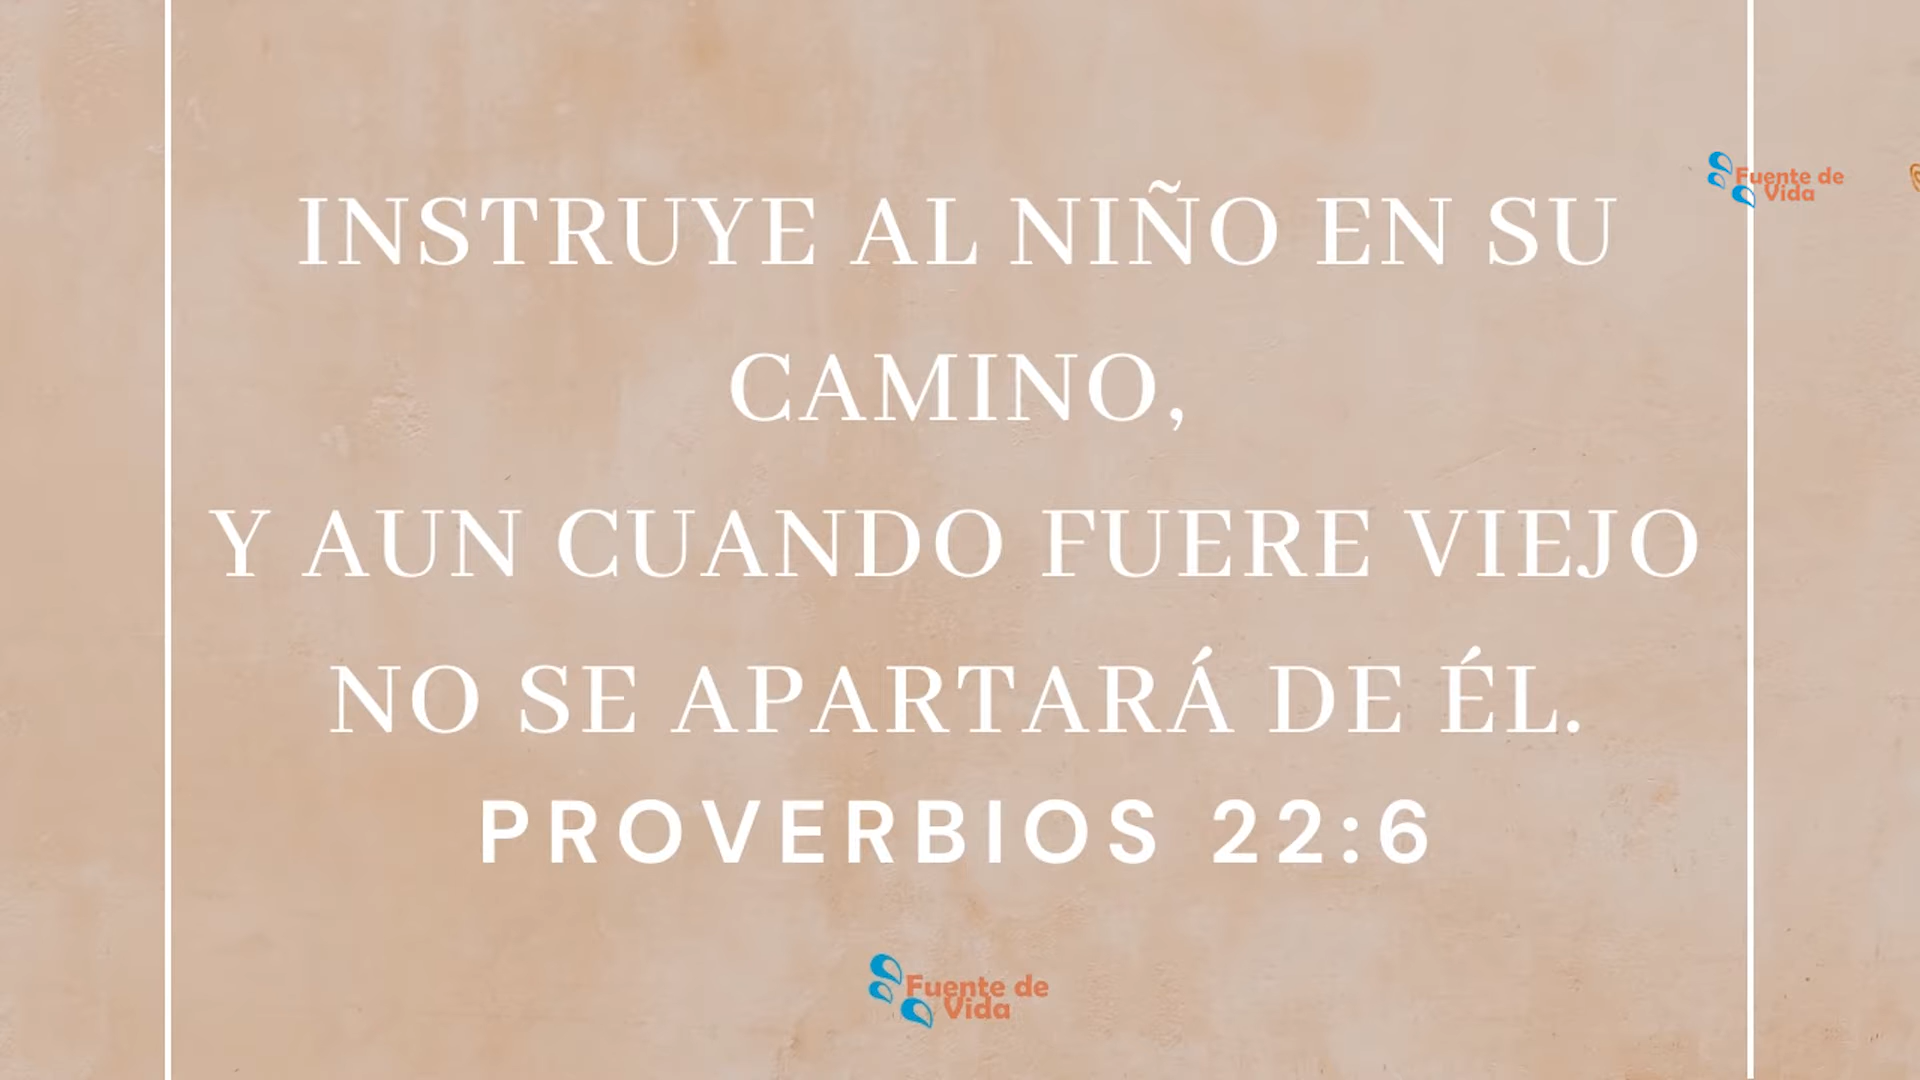 Fuente de
Vida
INSTRUYE AL NIÑO EN SU
CAMINO,
Y AUN CUANDO FUERE VIEJO
NO SE APARTARÁ DE ÉL.
PROVERBIOS 22:6
Fuente de
Vida